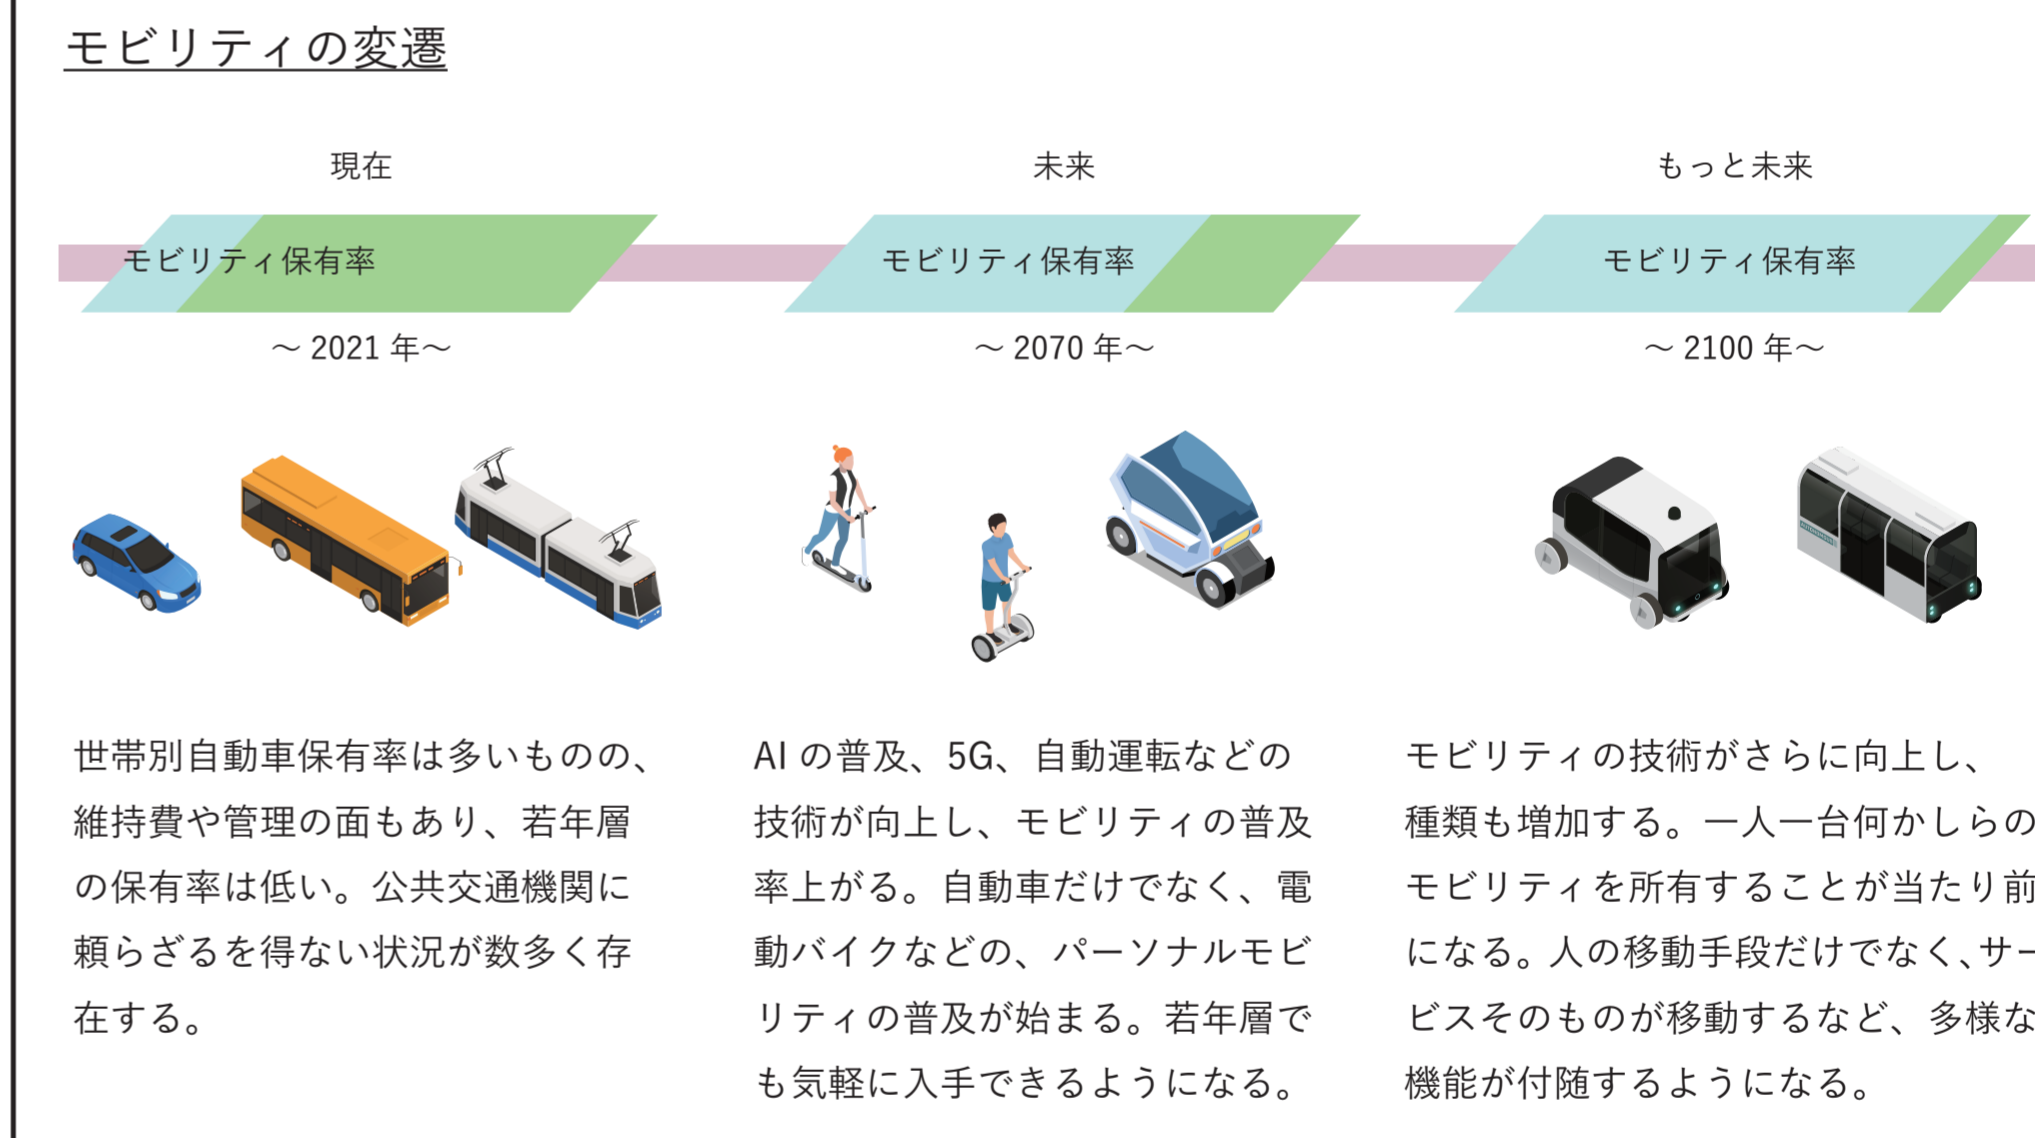 モビリティの変遷
現在
モビリティ保有率
～ 2021 年～
世帯別自動車保有率は多いものの、
維持費や管理の面もあり、若年層
の保有率は低い。公共交通機関に
頼らざるを得ない状況が数多く存
在する。
未来
モビリティ保有率
～ 2070 年～
AI の普及、5G、自動運転などの
技術が向上し、モビリティの普及
率上がる。自動車だけでなく、電
動バイクなどの、パーソナルモビ
リティの普及が始まる。若年層で
も気軽に入手できるようになる。
もっと未来
モビリティ保有率
～ 2100 年～
モビリティの技術がさらに向上し、
種類も増加する。一人一台何かしらの
モビリティを所有することが当たり前
になる。人の移動手段だけでなく、サー
ビスそのものが移動するなど、多様な
機能が付随するようになる。